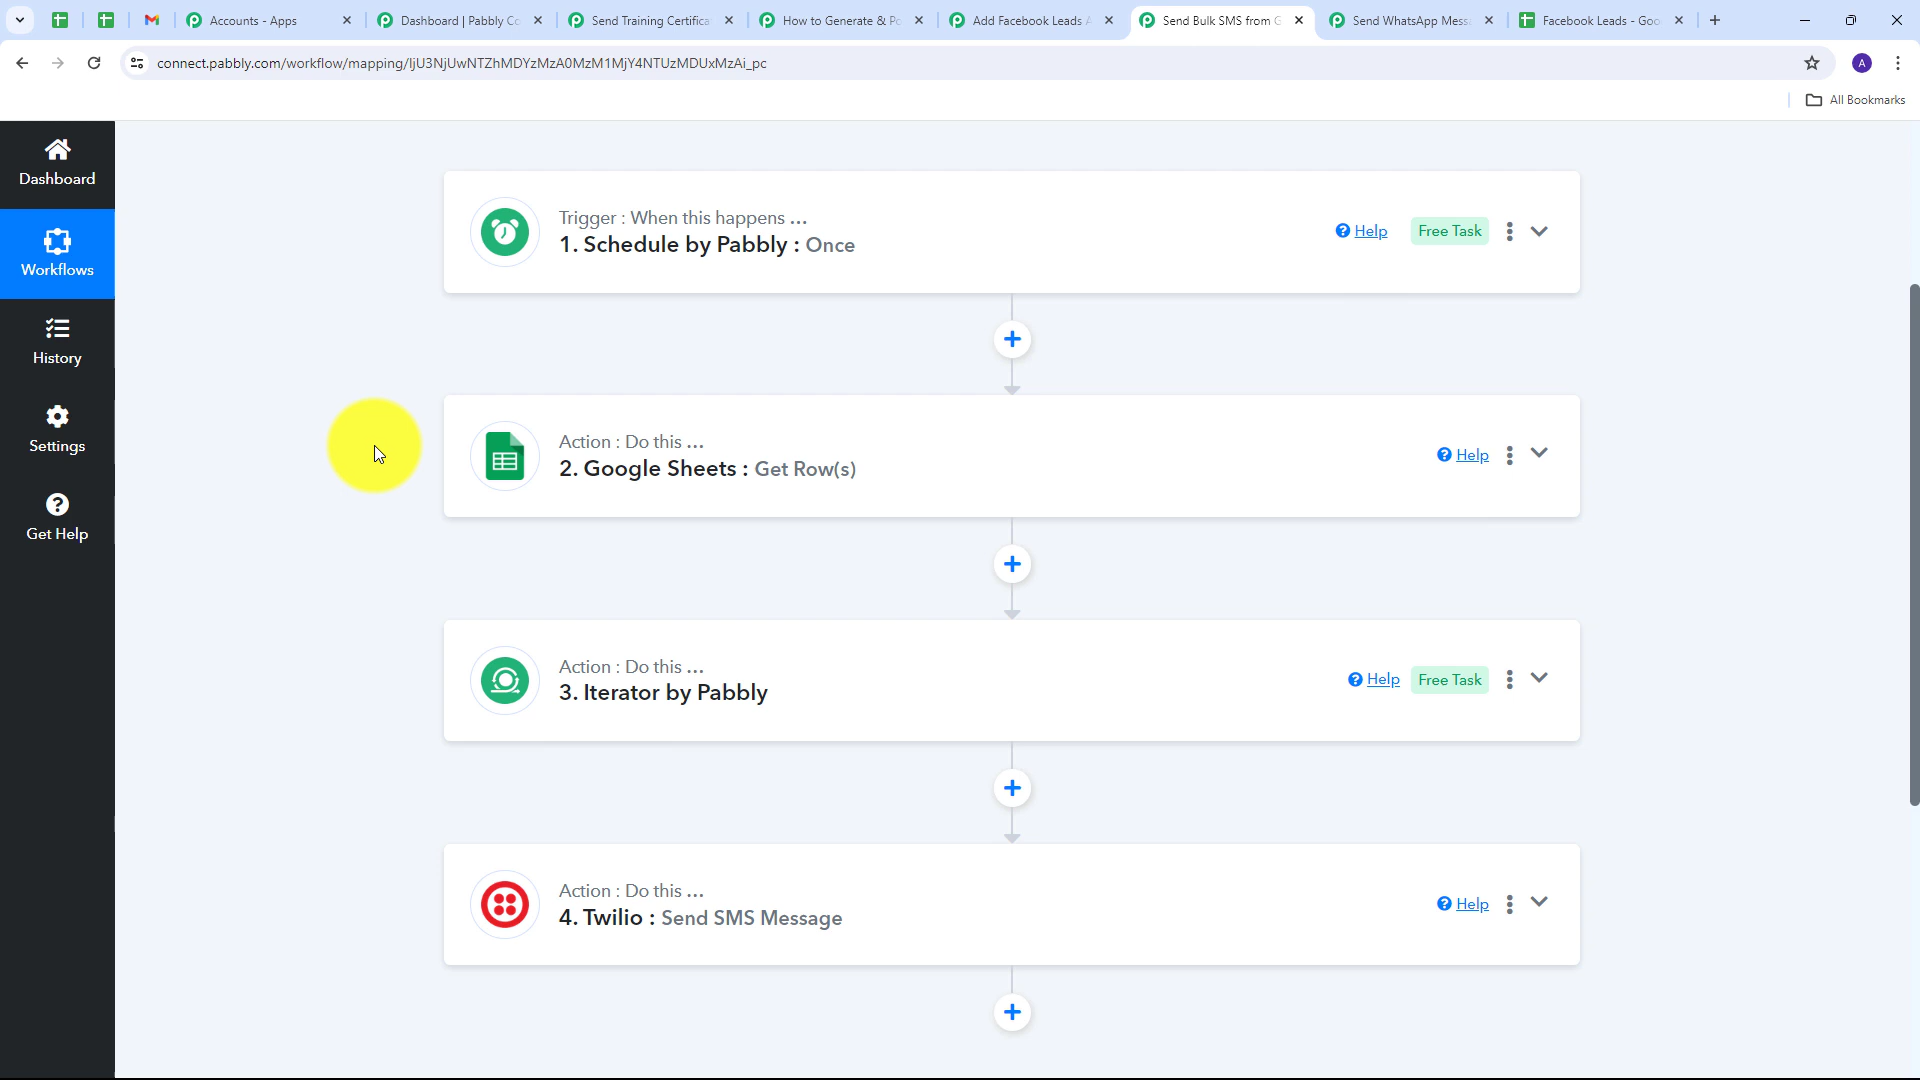 Accounts - Apps
Dashboard | Pabbly Co
Send Training Certifica
How to Generate & Po
Add Facebook Leads A
Send Bulk SMS from G
Send WhatsApp Messa
Facebook Leads - Goo
connect.pabbly.com/workflow/mapping/IjU3NjUwNTZhMDYzMzA0MzM1MjY4NTUzMDUxMzAi_pc
A
All Bookmarks
Dashboard
Workflows
History
Settings
Get Help
Trigger : When this happens ...
1. Schedule by Pabbly : Once
Help
Free Task
Action : Do this ...
2. Google Sheets : Get Row(s)
Help
Action : Do this ...
3. Iterator by Pabbly
Help
Free Task
Action : Do this ...
4. Twilio : Send SMS Message
Help